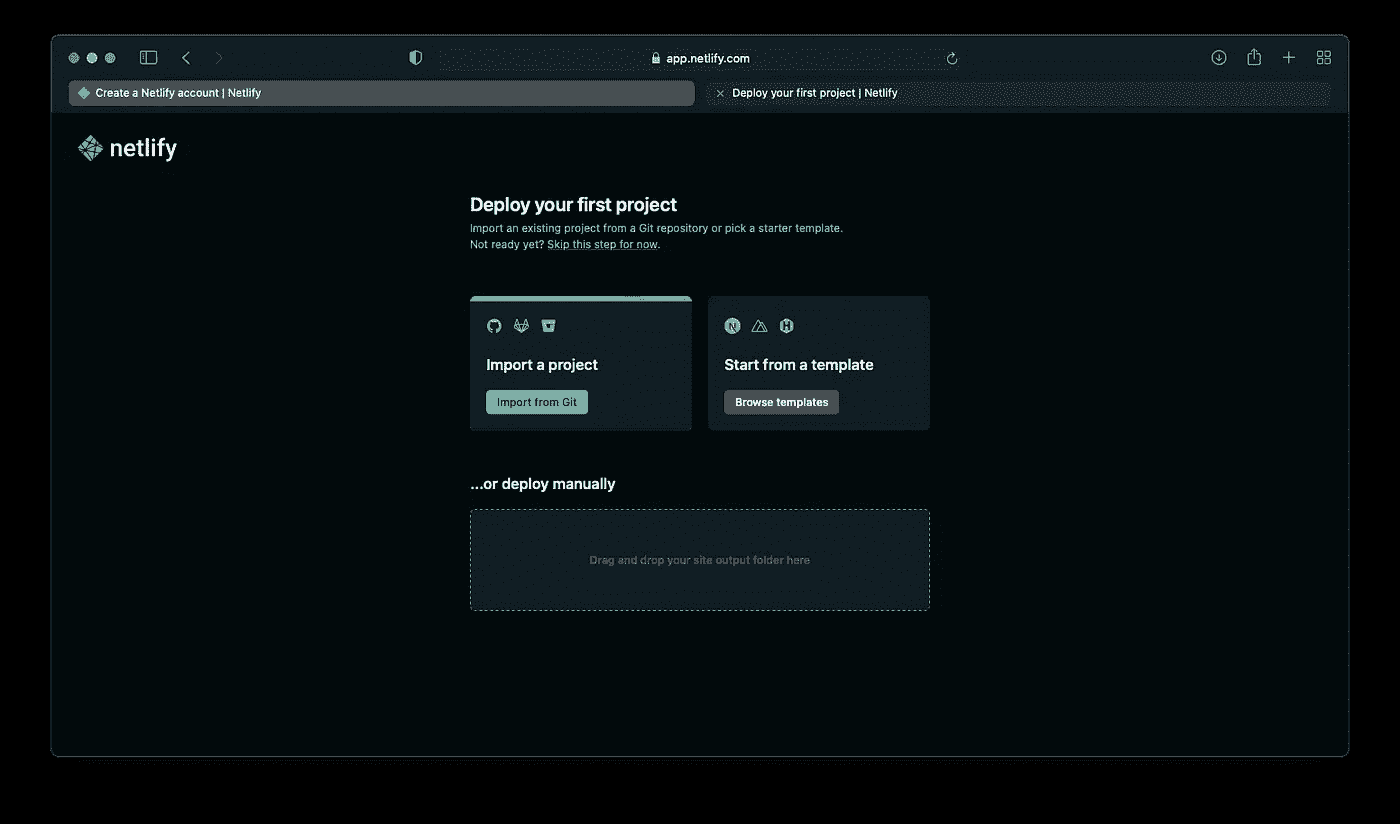 app.netlify.com
Create a Netlify account | Netlify
Deploy your first project | Netlify
netlify
Deploy your first project
Import an existing project from a Git repository or pick a starter template.
Not ready yet? Skip this step for now.
Import a project
Start from a template
Import from Git
Browse templates
...or deploy manually
Drag and drop your site output folder here